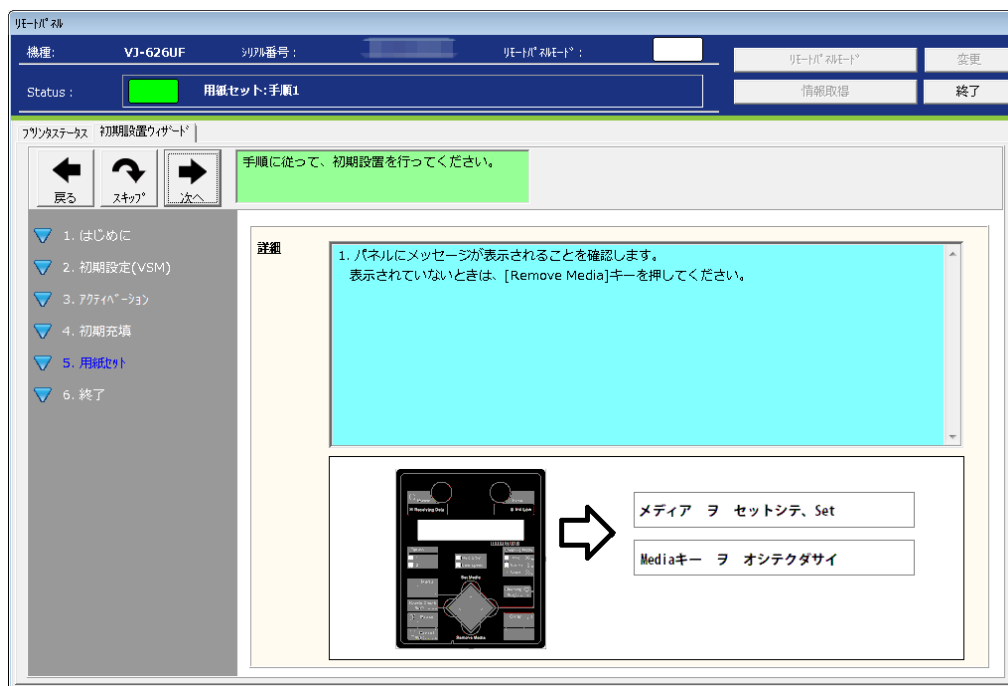 ﾘﾓｰﾄﾊﾟﾈﾙ
機種:
VJ-626UF
ｼﾘｱﾙ番号 :
ﾘﾓｰﾄﾊﾟﾈﾙﾓｰﾄﾞ :
ﾘﾓｰﾄﾊﾟﾈﾙﾓｰﾄﾞ
変更
Status :
用紙セット:手順1
情報取得
終了
ﾌﾟﾘﾝﾀｽﾃｰﾀｽ
初期設置ｳｨｻﾞｰﾄﾞ
戻る
ｽｷｯﾌﾟ
次へ
手順に従って、初期設置を行ってください。
1. はじめに
2. 初期設定(VSM)
3. ｱｸﾃｨﾍﾞｰｼｮﾝ
4. 初期充填
5. 用紙ｾｯﾄ
6. 終了
詳細
1. パネルにメッセージが表示されることを確認します。
表示されていないときは、[Remove Media]キーを押してください。
Receiving Data
Set Media
Remove Media
メディア ヲ セットシテ、Set
Mediaキー ヲ オシテクダサイ